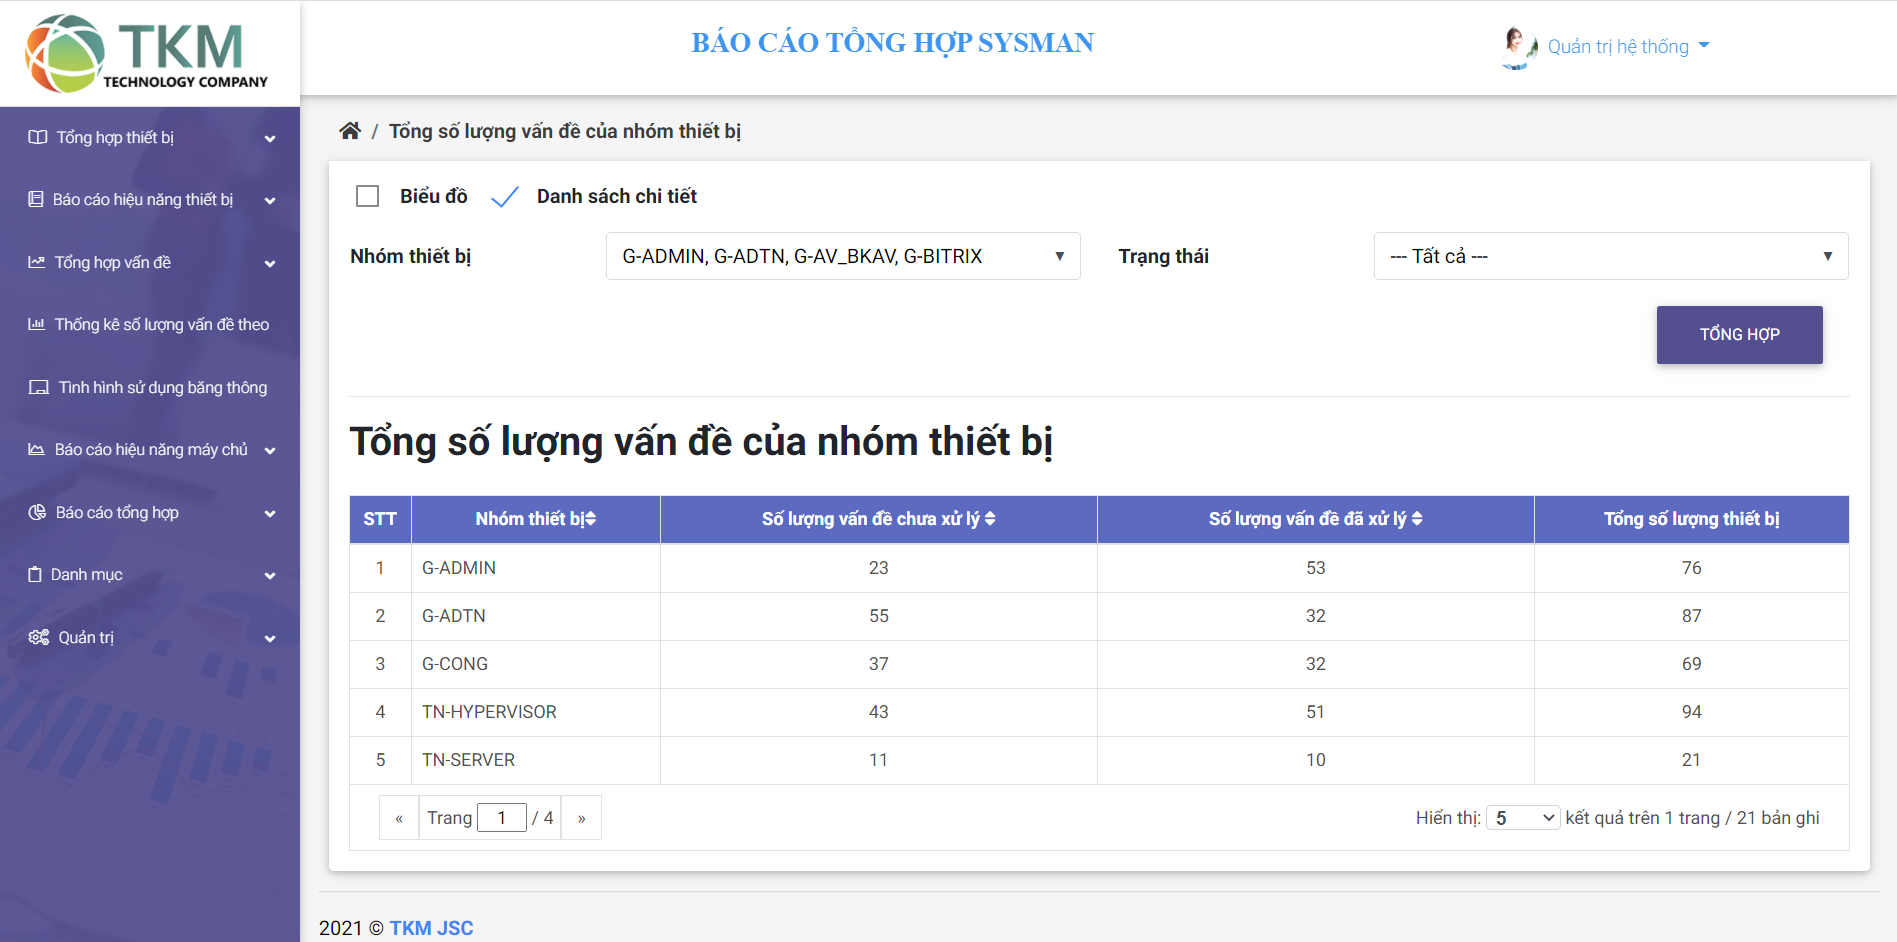 TKM
TECHNOLOGY COMPANY
BÁO CÁO TỔNG HỢP SYSMAN
Quản trị hệ thống
Tổng hợp thiết bị
Báo cáo hiệu năng thiết bị
Tổng hợp vấn đề
Thống kê số lượng vấn đề theo
Tình hình sử dụng băng thông
Báo cáo hiệu năng máy chủ
Báo cáo tổng hợp
Danh mục
Quản trị
/ Tổng số lượng vấn đề của nhóm thiết bị
Biểu đồ Danh sách chi tiết
Nhóm thiết bị G-ADMIN, G-ADTN, G-AV_BKAV, G-BITRIX Trạng thái --- Tất cả ---
TỔNG HỢP
Tổng số lượng vấn đề của nhóm thiết bị
STT Nhóm thiết bị Số lượng vấn đề chưa xử lý Số lượng vấn đề đã xử lý Tổng số lượng thiết bị
1 G-ADMIN 23 53 76
2 G-ADTN 55 32 87
3 G-CONG 37 32 69
4 TN-HYPERVISOR 43 51 94
5 TN-SERVER 11 10 21
« Trang 1 / 4 » Hiển thị: 5 kết quả trên 1 trang / 21 bản ghi
2021 © TKM JSC